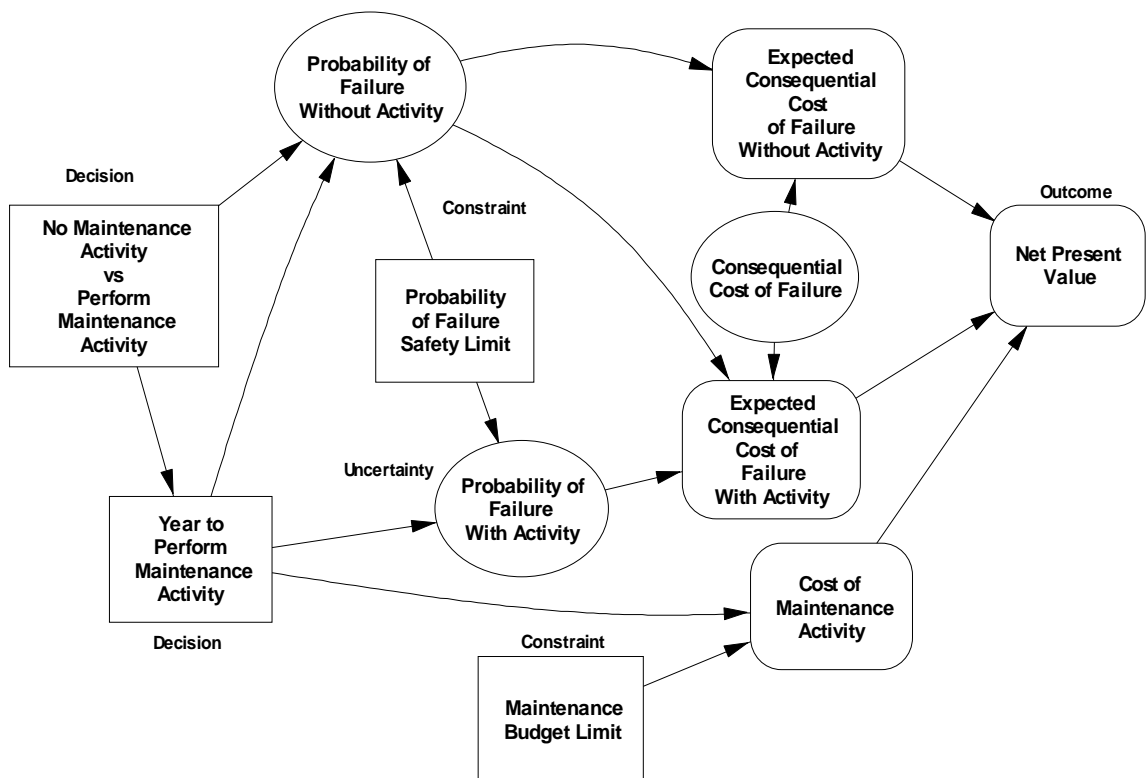 Probability of
Failure
Without Activity
Expected
Consequential
Cost
of Failure
Without Activity
Decision
No Maintenance
Activity
vs
Perform
Maintenance
Activity
Constraint
Probability
of Failure
Safety Limit
Consequential
Cost of Failure
Outcome
Net Present
Value
Uncertainty
Probability of
Failure
With Activity
Expected
Consequential
Cost of
Failure
With Activity
Year to
Perform
Maintenance
Activity
Decision
Cost of
Maintenance
Activity
Constraint
Maintenance
Budget Limit